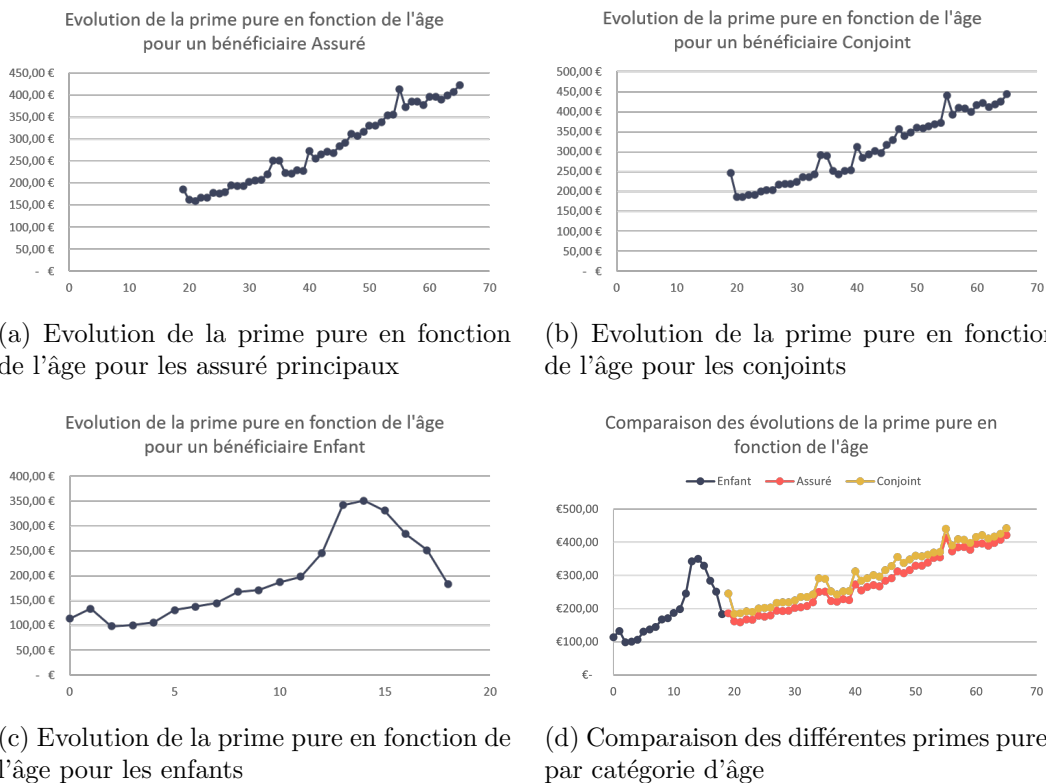 Evolution de la prime pure en fonction de l'âge
pour un bénéficiaire Assuré
450,00 €
400,00 €
350,00 €
300,00 €
250,00 €
200,00 €
150,00 €
100,00 €
50,00 €
- €
0 10 20 30 40 50 60 70
(a) Evolution de la prime pure en fonction
de l'âge pour les assuré principaux
Evolution de la prime pure en fonction de l'âge
pour un bénéficiaire Conjoint
500,00 €
450,00 €
400,00 €
350,00 €
300,00 €
250,00 €
200,00 €
150,00 €
100,00 €
50,00 €
- €
0 10 20 30 40 50 60 70
(b) Evolution de la prime pure en fonction
de l'âge pour les conjoints
Evolution de la prime pure en fonction de l'âge
pour un bénéficiaire Enfant
400,00 €
350,00 €
300,00 €
250,00 €
200,00 €
150,00 €
100,00 €
50,00 €
- €
0 5 10 15 20
(c) Evolution de la prime pure en fonction de
l'âge pour les enfants
Comparaison des évolutions de la prime pure en
fonction de l'âge
Enfant Assuré Conjoint
€500,00
€400,00
€300,00
€200,00
€100,00
€-
0 10 20 30 40 50 60 70
(d) Comparaison des différentes primes pure
par catégorie d'âge